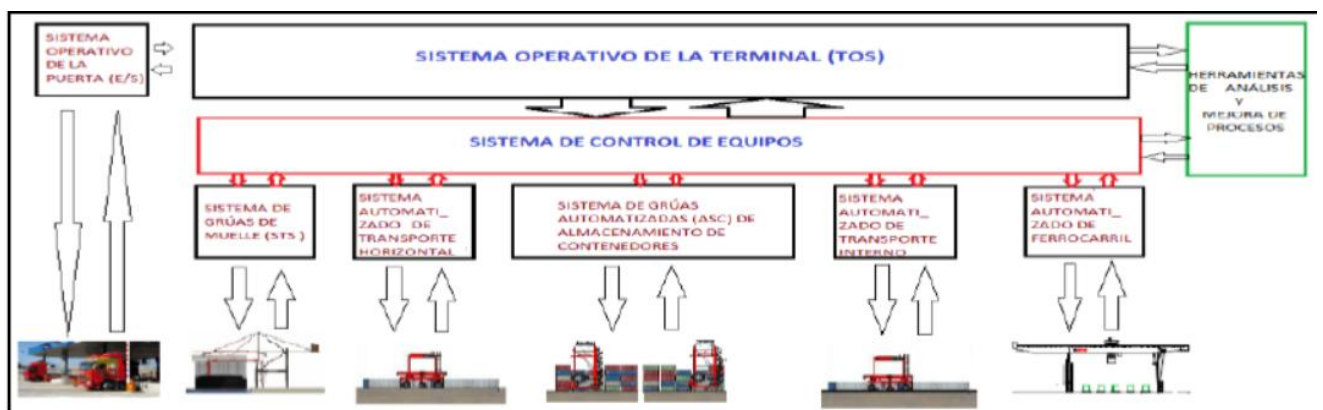 SISTEMA
OPERATIVO
DE LA
PUERTA (E/S)
SISTEMA OPERATIVO DE LA TERMINAL (TOS)
HERRAMIENTAS
DE ANÁLISIS
Y
MEJORA DE
PROCESOS
SISTEMA DE CONTROL DE EQUIPOS
SISTEMA DE
GRÚAS DE
MUELLE (STS )
SISTEMA
AUTOMATI_
ZADO DE
TRANSPORTE
HORIZONTAL
SISTEMA DE GRÚAS
AUTOMATIZADAS (ASC) DE
ALMACENAMIENTO DE
CONTENEDORES
SISTEMA
AUTOMATI_
ZADO DE
TRANSPORTE
INTERNO
SISTEMA
AUTOMATI_
ZADO DE
FERROCARRIL